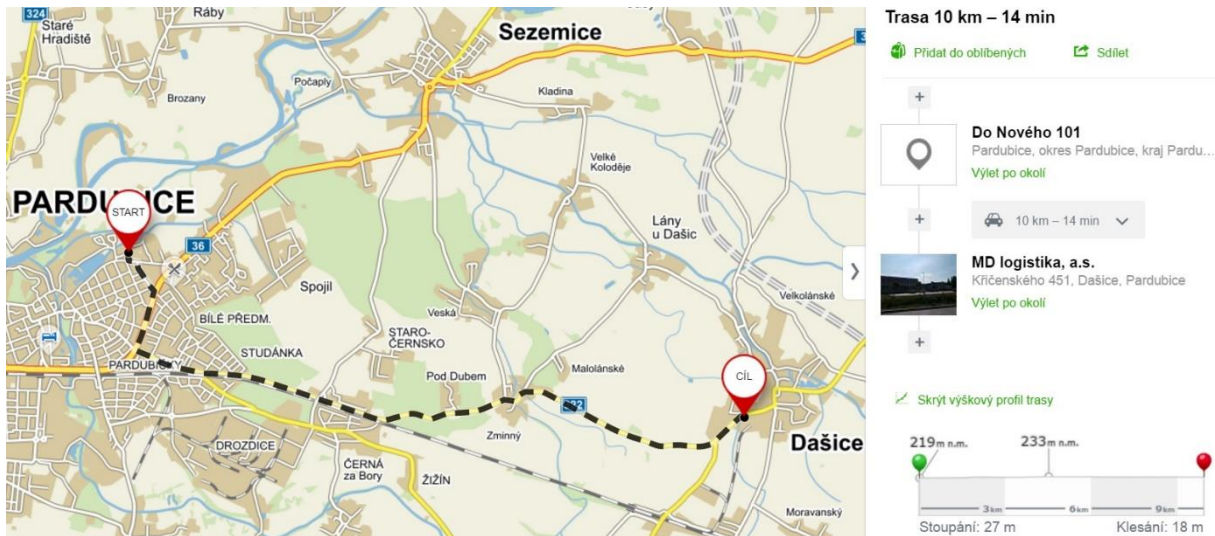 324
Staré
Hradiště
Ráby
Sezemice
Počaply
Brozany
Kladina
Velké
Koloděje
PARDUBICE
START
36
Lány
u Dašic
Spojil
Velkolánské
Veská
BÍLÉ PŘEDM.
STARO-
ČERNSKO
STUDÁNKA
PARDUBIČKY
Pod Dubem
Malolánské
CÍL
322
Zminný
Dašice
DROZDICE
ČERNÁ
za Bory
ŽIŽÍN
Moravanský
Trasa 10 km – 14 min
Přidat do oblíbených
Sdílet
Do Nového 101
Pardubice, okres Pardubice, kraj Pardu...
Výlet po okolí
10 km – 14 min
MD logistika, a.s.
Křičenského 451, Dašice, Pardubice
Výlet po okolí
Skrýt výškový profil trasy
219m n.m.
233m n.m.
3km
6km
9km
Stoupání: 27 m
Klesání: 18 m